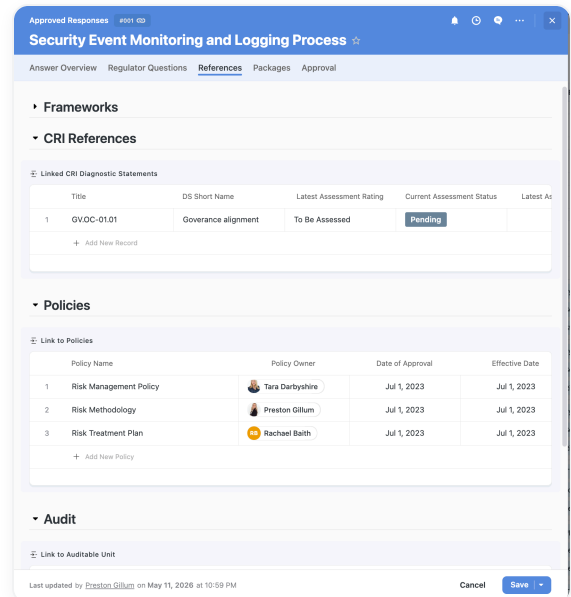 Approved Responses #001
Security Event Monitoring and Logging Process
Answer Overview Regulator Questions References Packages Approval
Frameworks
CRI References
Linked CRI Diagnostic Statements
Title DS Short Name Latest Assessment Rating Current Assessment Status Latest As
1 GV.OC-01.01 Goverance alignment To Be Assessed Pending
+ Add New Record
Policies
Link to Policies
Policy Name Policy Owner Date of Approval Effective Date
1 Risk Management Policy Tara Darbyshire Jul 1, 2023 Jul 1, 2023
2 Risk Methodology Preston Gillum Jul 1, 2023 Jul 1, 2023
3 Risk Treatment Plan RB Rachael Baith Jul 1, 2023 Jul 1, 2023
+ Add New Policy
Audit
Link to Auditable Unit
Last updated by Preston Gillum on May 11, 2026 at 10:59 PM Cancel Save